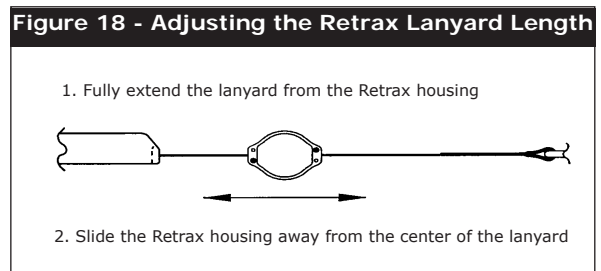 Figure 18 - Adjusting the Retrax Lanyard Length
1. Fully extend the lanyard from the Retrax housing
2. Slide the Retrax housing away from the center of the lanyard